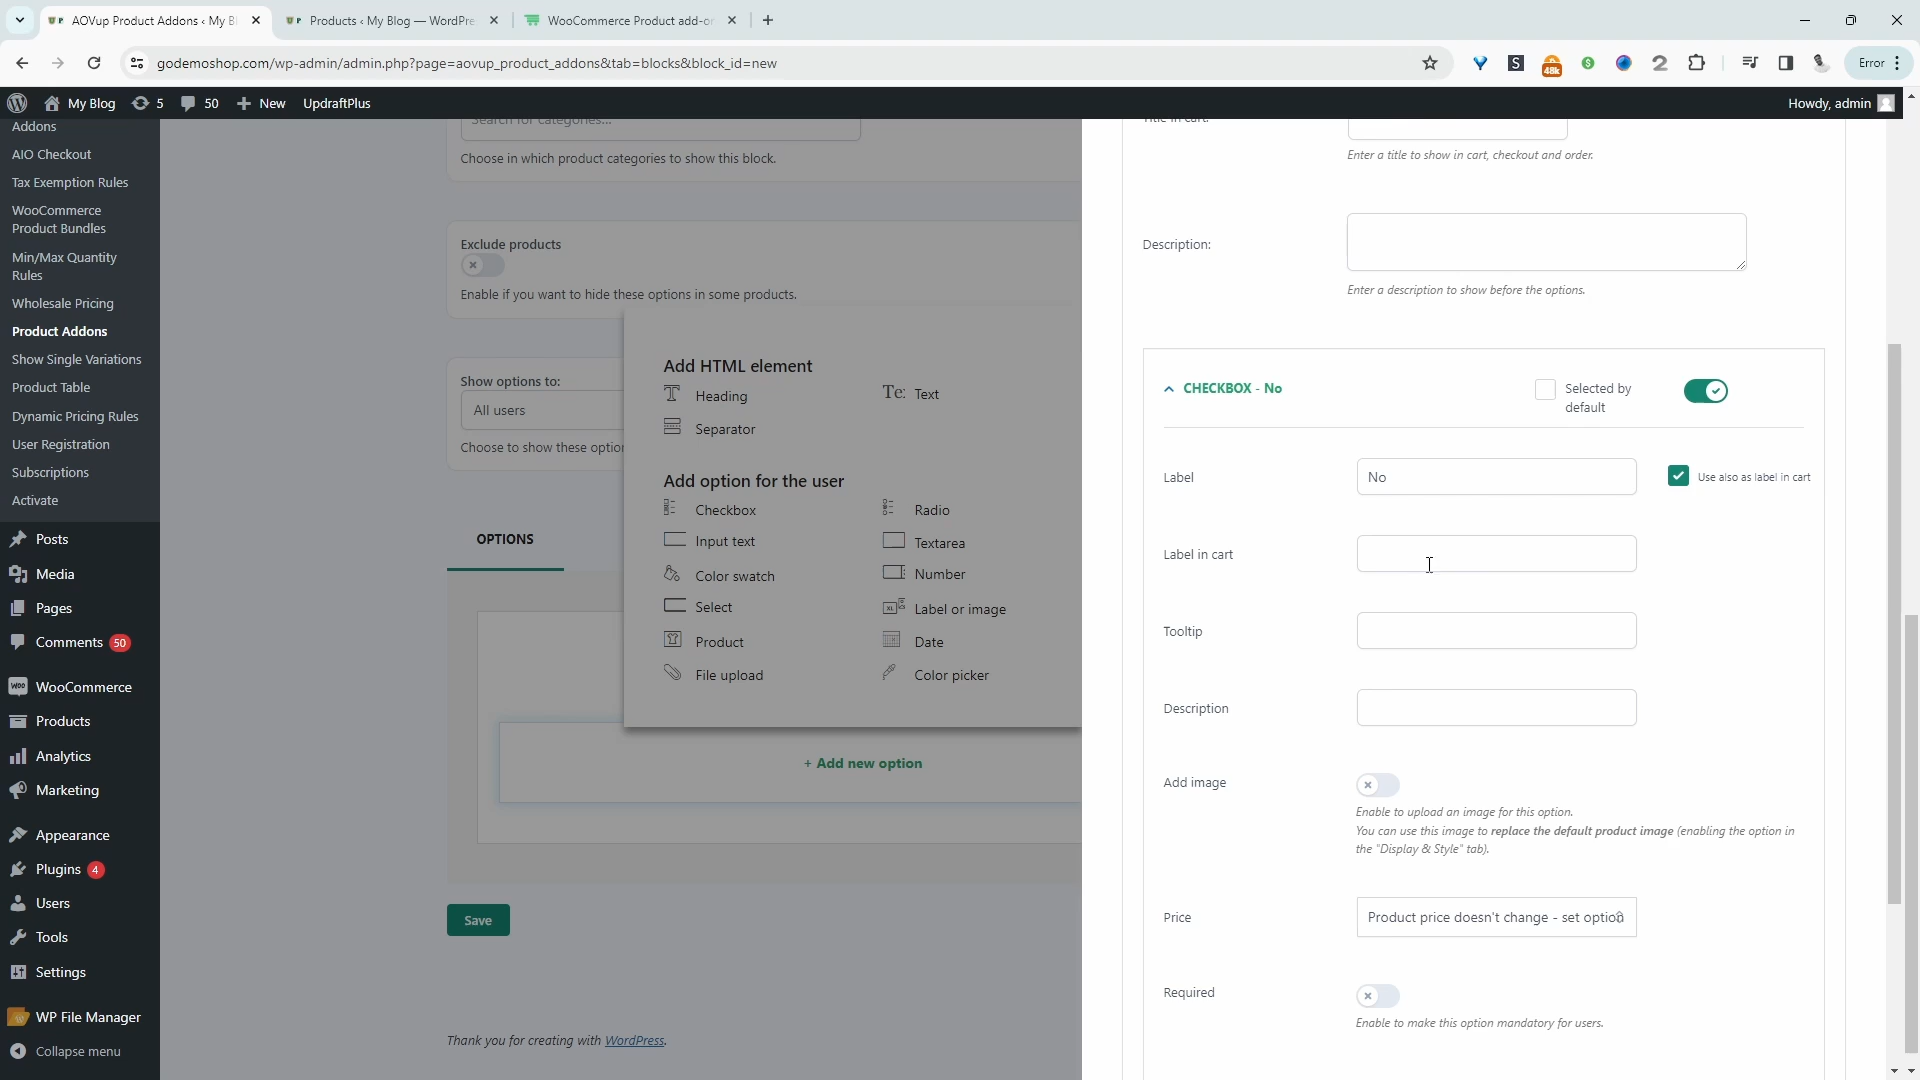 AOVup Product Addons ‹ My B
Products ‹ My Blog — WordPre
WooCommerce Product add-o
godemoshop.com/wp-admin/admin.php?page=aovup_product_addons&tab=blocks&block_id=new
48k
Error
My Blog
5
50
New
UpdraftPlus
Howdy, admin
Addons
AIO Checkout
Tax Exemption Rules
WooCommerce
Product Bundles
Min/Max Quantity
Rules
Wholesale Pricing
Product Addons
Show Single Variations
Product Table
Dynamic Pricing Rules
User Registration
Subscriptions
Activate
Posts
Media
Pages
Comments 50
WooCommerce
Products
Analytics
Marketing
Appearance
Plugins 4
Users
Tools
Settings
WP File Manager
Collapse menu
Search for categories...
Choose in which product categories to show this block.
Exclude products
Enable if you want to hide these options in some products.
Show options to:
All users
Choose to show these option
OPTIONS
Add HTML element
Heading
Text
Separator
Add option for the user
Checkbox
Radio
Input text
Textarea
Color swatch
Number
Select
Label or image
Product
Date
File upload
Color picker
+ Add new option
Save
Thank you for creating with WordPress.
Title in cart:
Enter a title to show in cart, checkout and order.
Description:
Enter a description to show before the options.
CHECKBOX - No
Selected by
default
Label
No
Use also as label in cart
Label in cart
Tooltip
Description
Add image
Enable to upload an image for this option.
You can use this image to replace the default product image (enabling the option in
the "Display & Style" tab).
Price
Product price doesn't change - set option
Required
Enable to make this option mandatory for users.